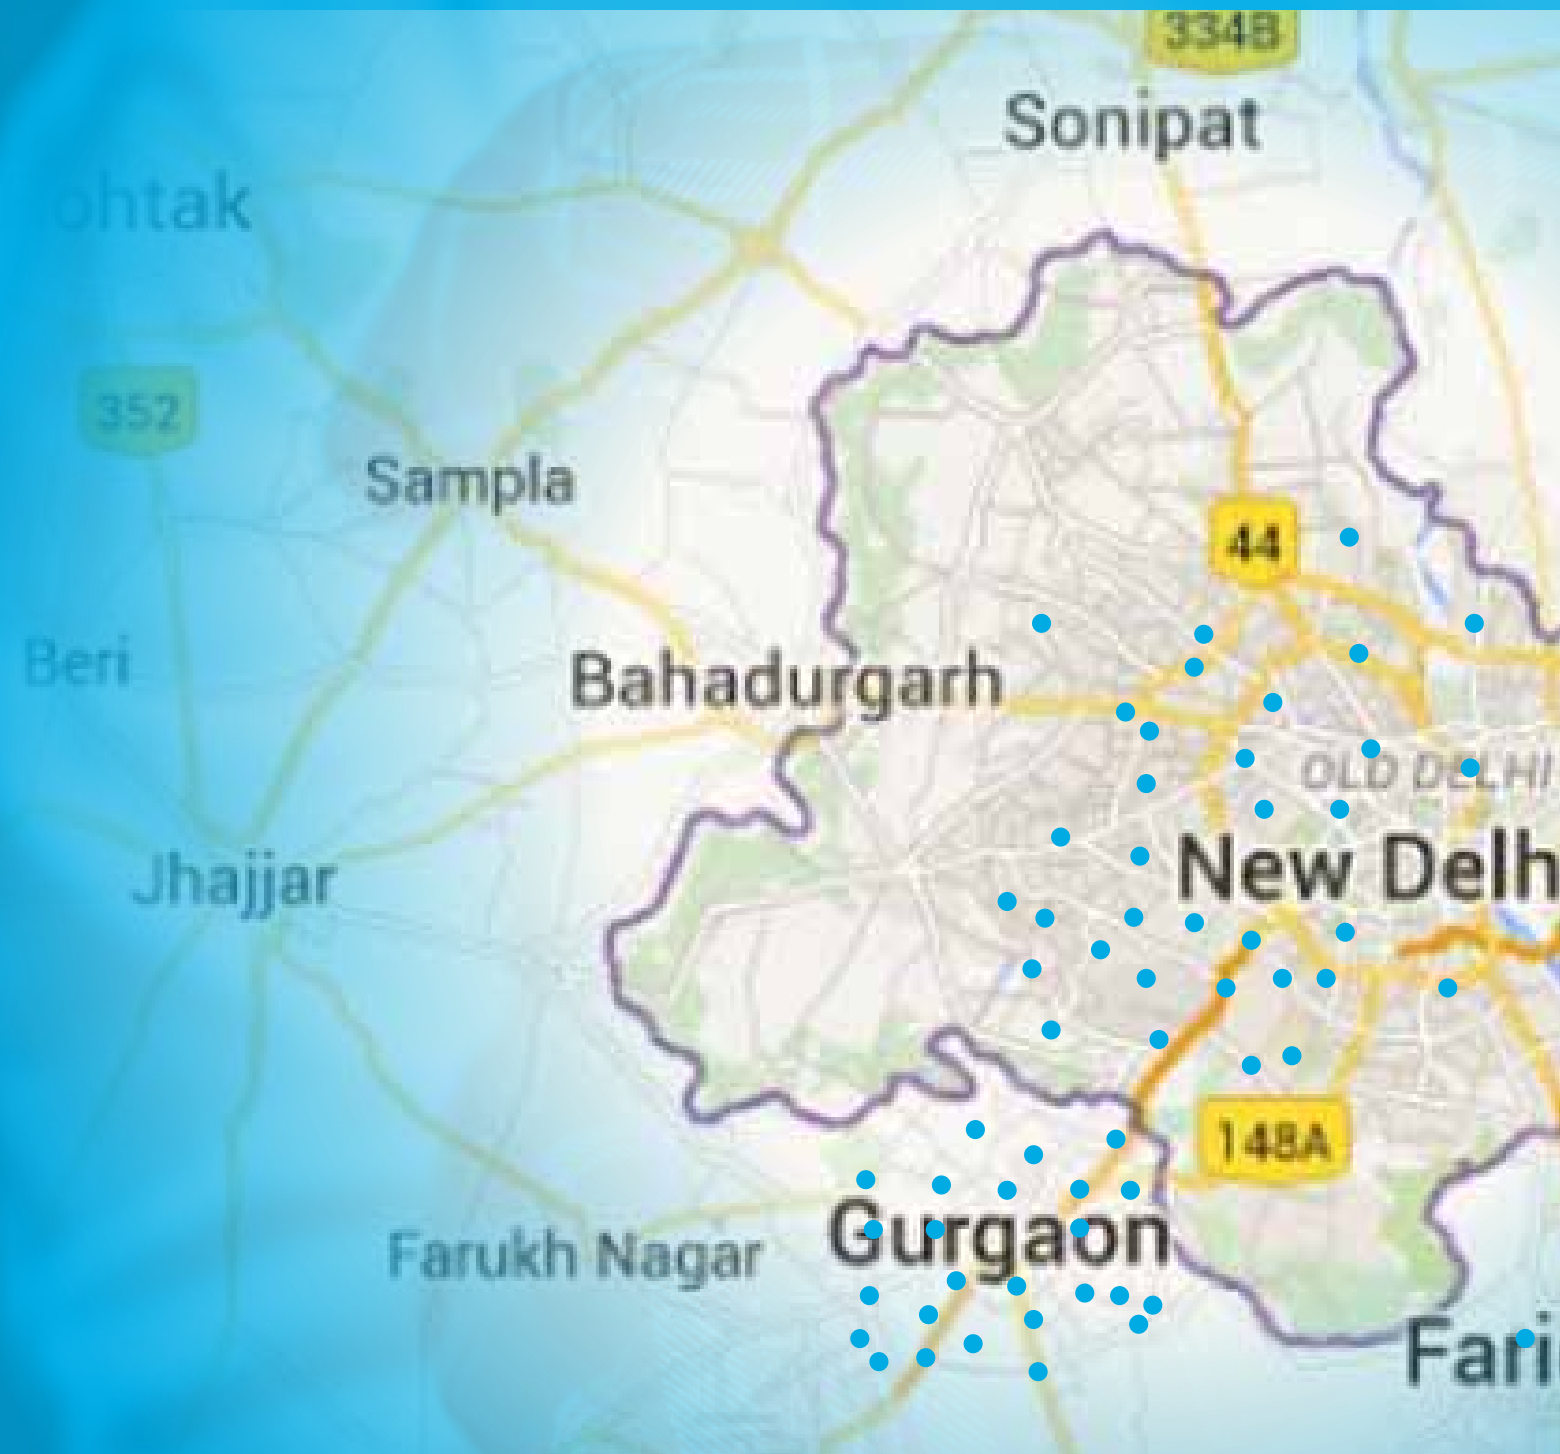 334B
Sonipat
ohtak
352
Sampla
44
Beri
Bahadurgarh
OLD DELHI
New Delh
Jhajjar
148A
Gurgaon
Farukh Nagar
Fari